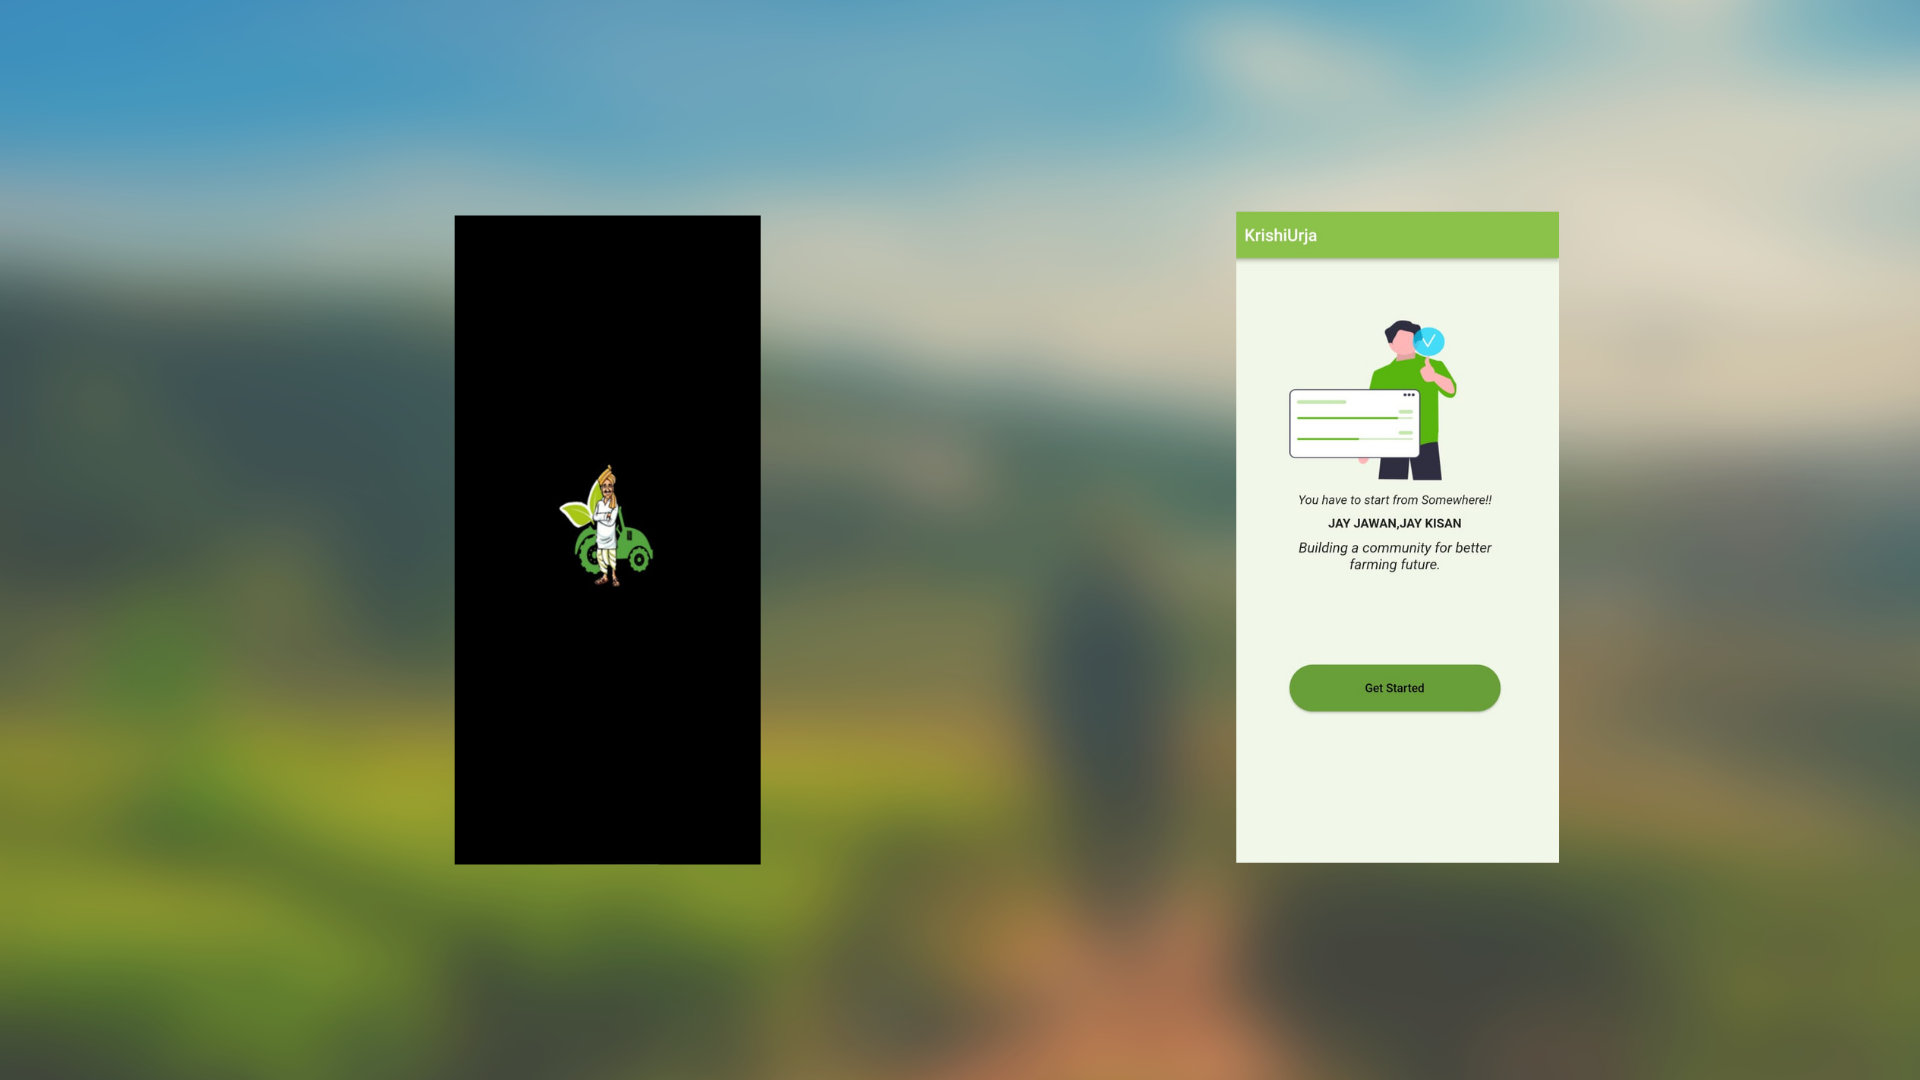 KrishiUrja
You have to start from Somewhere!!
JAY JAWAN,JAY KISAN
Building a community for better
farming future.
Get Started